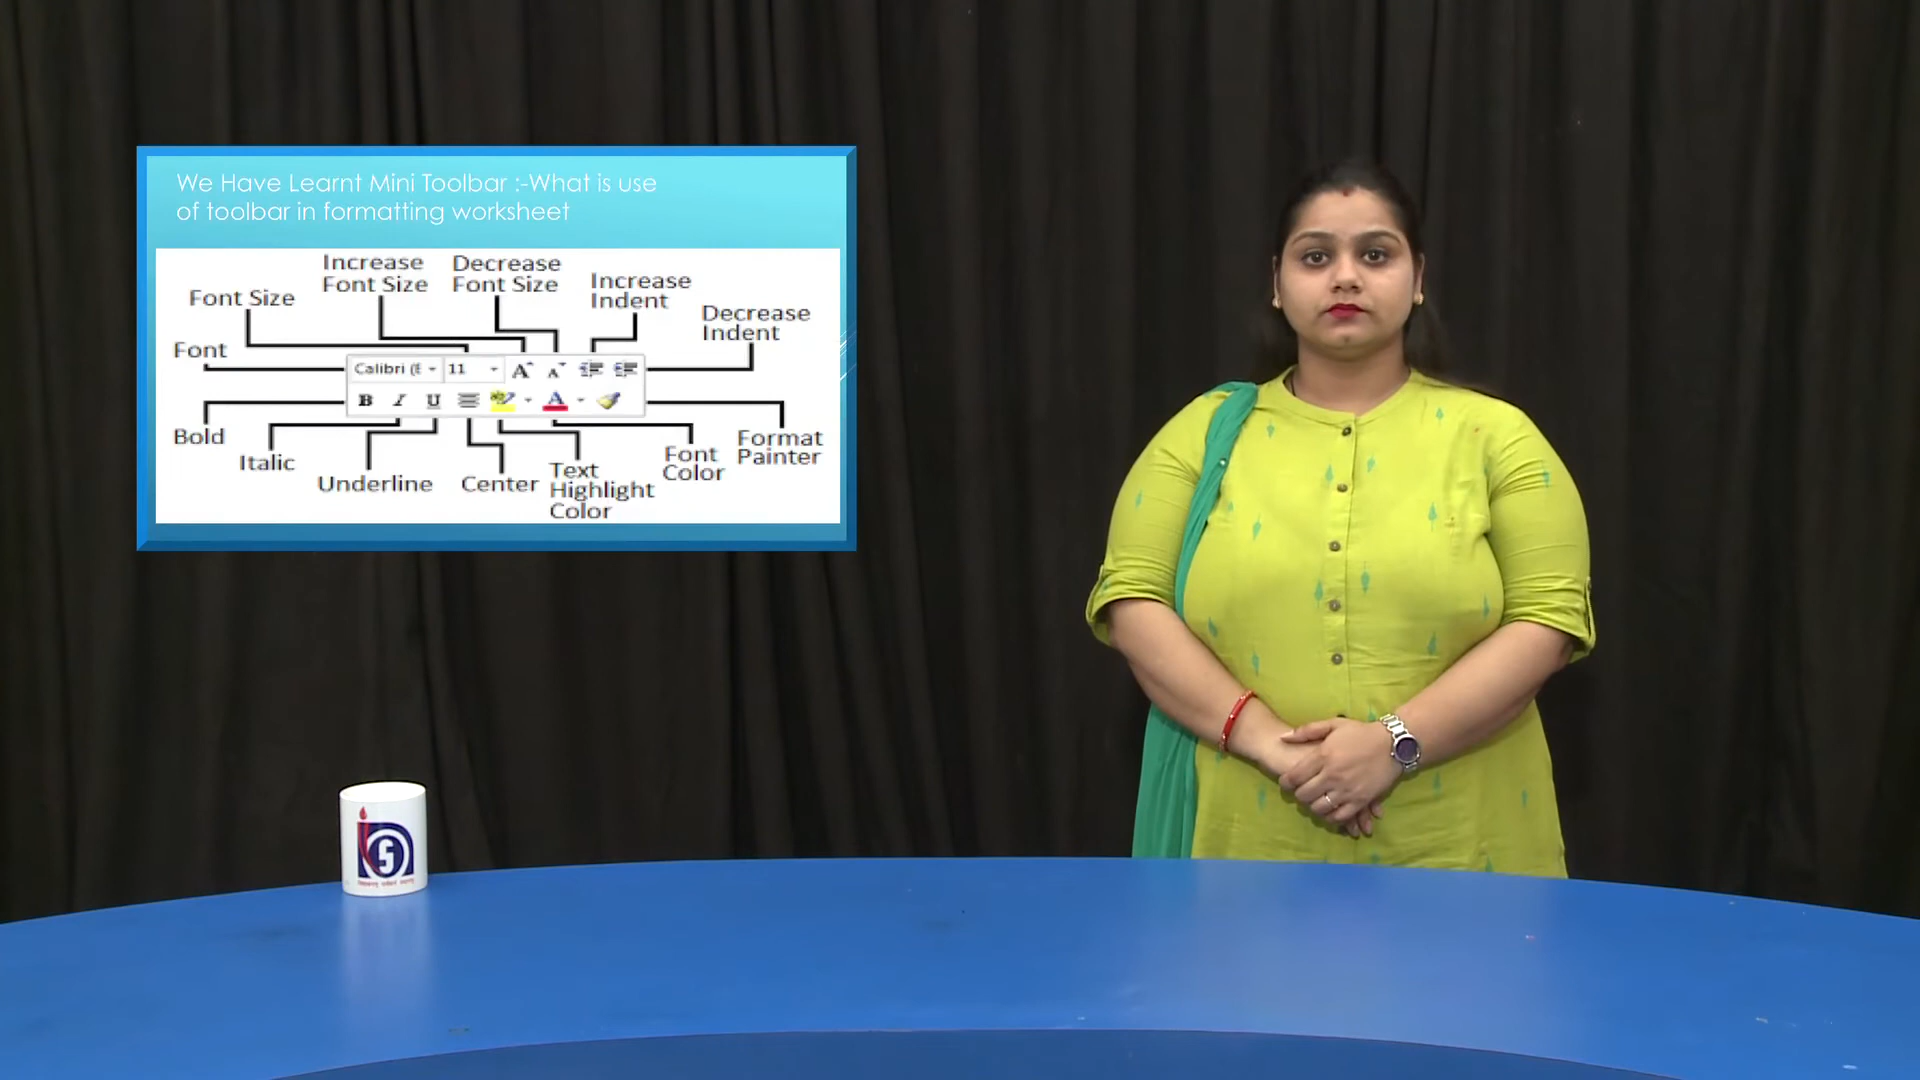 We Have Learnt Mini Toolbar :-What is use
of toolbar in formatting worksheet
Increase
Font Size
Decrease
Font Size
Increase
Indent
Font Size
Decrease
Indent
Font
Calibri (E
11
A
A
B
I
U
A
Bold
Italic
Underline
Center
Text
Highlight
Color
Font
Color
Format
Painter